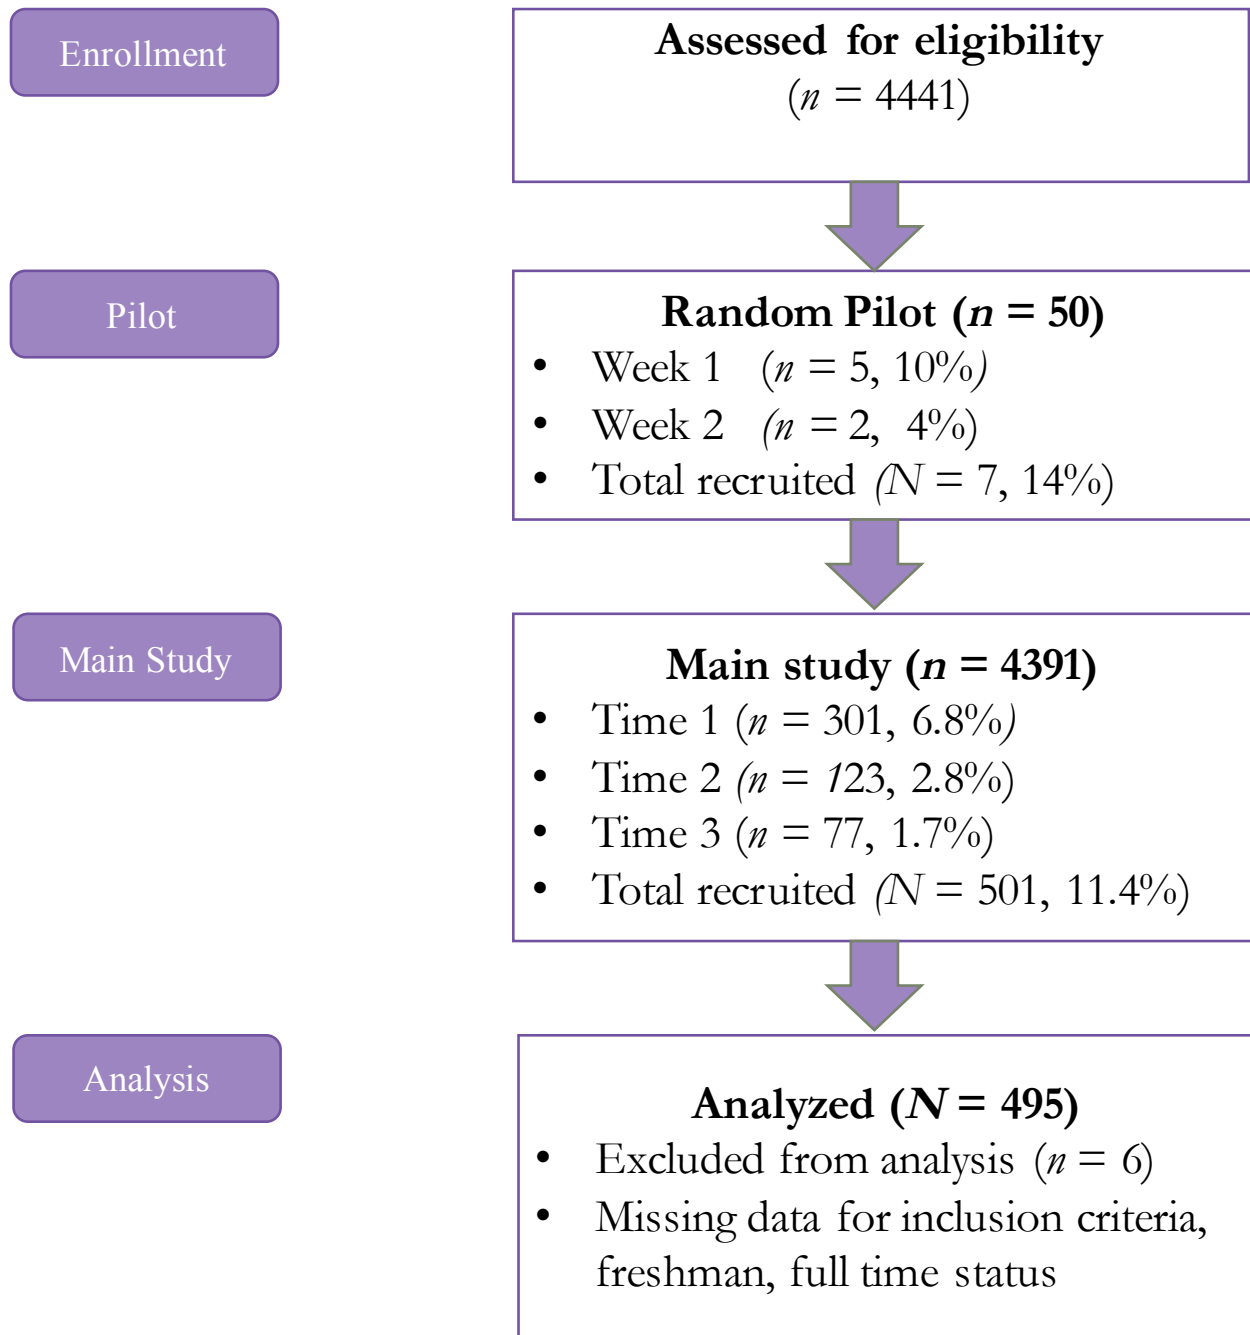 Enrollment
Assessed for eligibility
(n = 4441)
Pilot
Random Pilot (n = 50)
• Week 1 (n = 5, 10%)
• Week 2 (n = 2, 4%)
• Total recruited (N = 7, 14%)
Main Study
Main study (n = 4391)
• Time 1 (n = 301, 6.8%)
• Time 2 (n = 123, 2.8%)
• Time 3 (n = 77, 1.7%)
• Total recruited (N = 501, 11.4%)
Analysis
Analyzed (N = 495)
• Excluded from analysis (n = 6)
• Missing data for inclusion criteria,
freshman, full time status